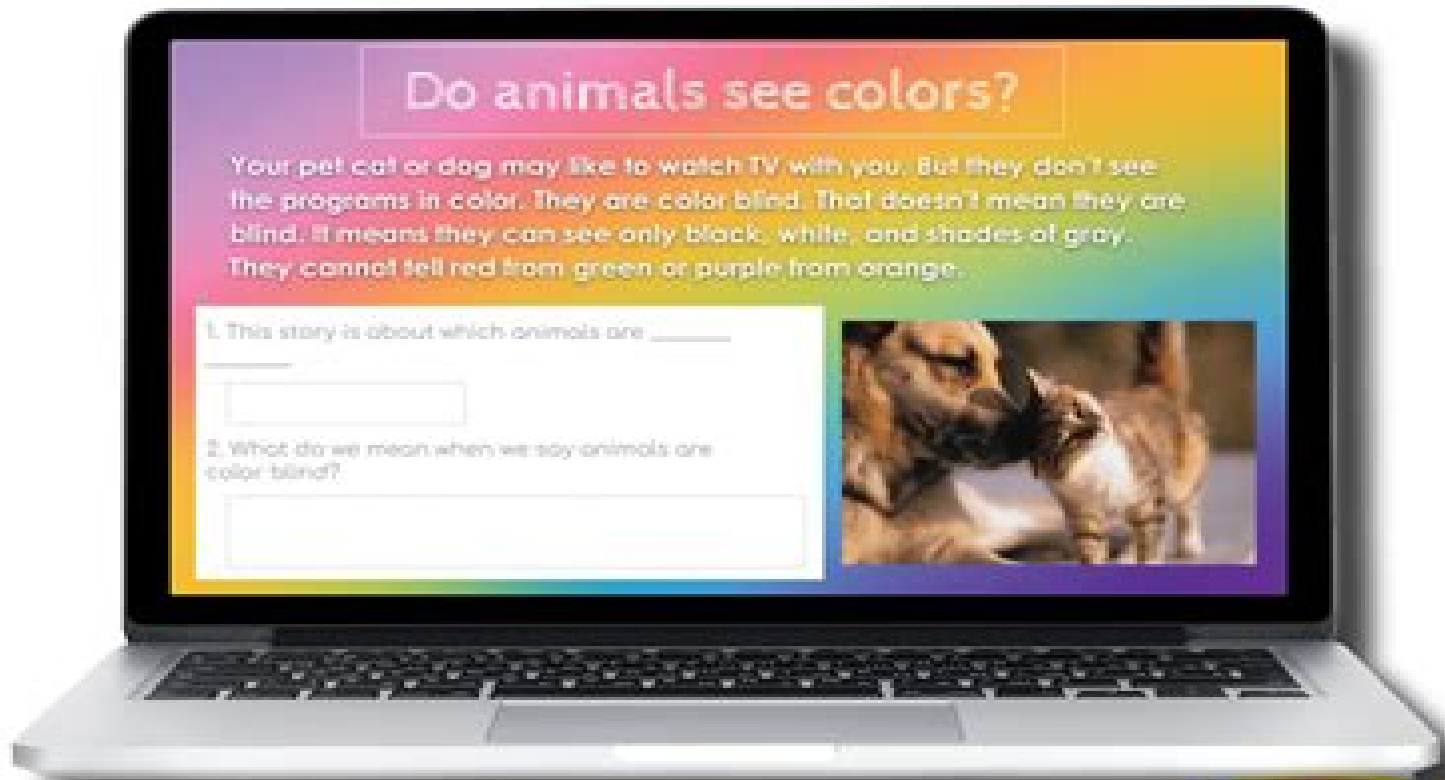 Do animals see colors?
Your pet cat or dog may like to watch TV with you. But they don't see
the programs in color. They are color blind. That doesn't mean they are
blind. It means they can see only black, white, and shades of gray.
They cannot tell red from green or purple from orange.
1. This story is about which animals are ______
______
2. What do we mean when we say animals are
color blind?